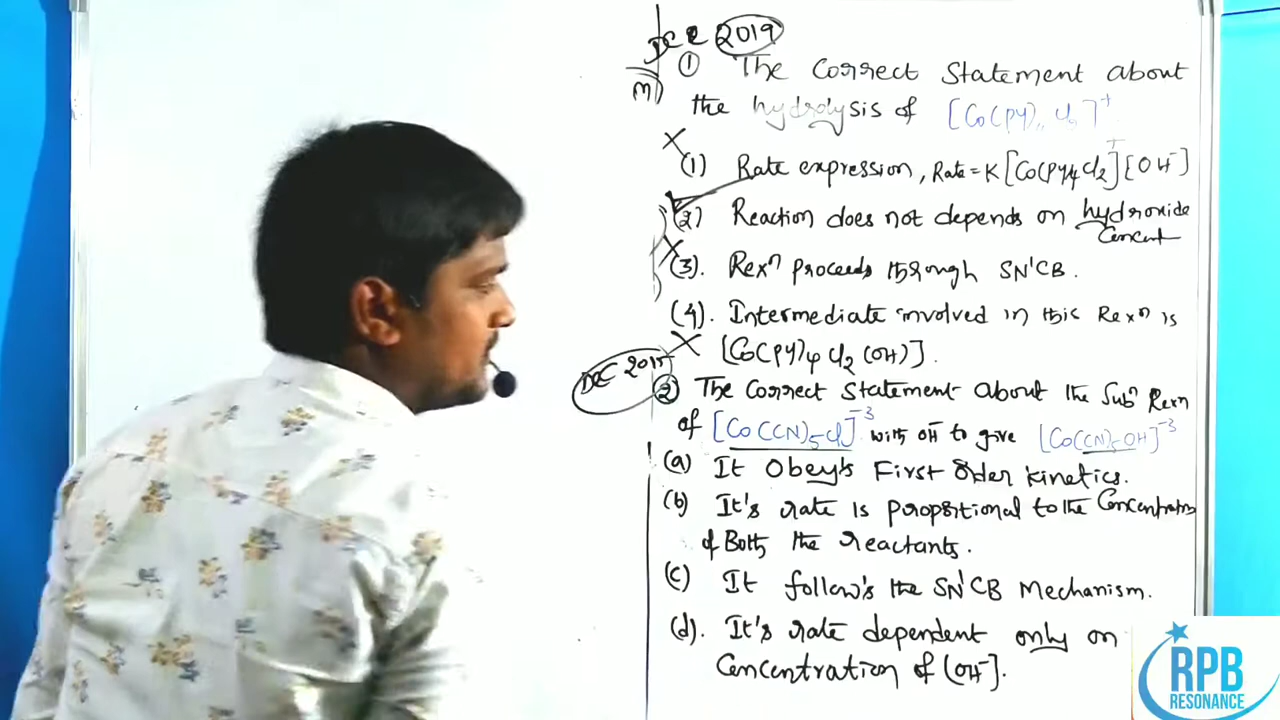 Dec 2019
① The Correct Statement about
the hydrolysis of [Co(py)₄ Cl₂]⁺
(1) Rate expression, Rate = K [Co(py)4 Cl2]⁺ [OH⁻]
(2) Reaction does not depends on hydroxide
Concent
(3). Rexⁿ proceeds through SN'CB.
(4). Intermediate involved in this Rexⁿ is
[Co(py)4 Cl2 (OH)].
DEC 2015
② The Correct Statement About the Subⁿ Rexn
of [Co(CN)5Cl]⁻³ with OH⁻ to give [Co(CN)5OH]⁻³
(a) It Obey's First Order kinetics.
(b) It's rate is propotional to the Concentration
of Both the reactants.
(c) It follow's the SN'CB Mechanism.
(d). It's rate dependent only on
Concentration of [OH⁻].
RPB
RESONANCE